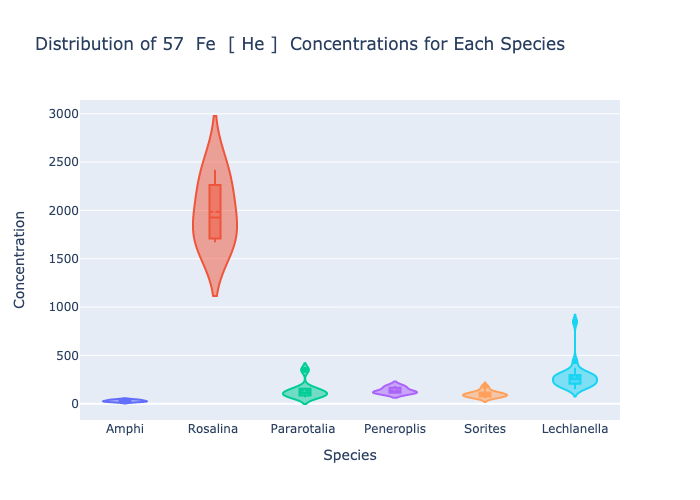 Distribution of 57  Fe  [ He ]  Concentrations for Each Species
3000
2500
2000
1500
1000
500
0
Concentration
Amphi Rosalina Pararotalia Peneroplis Sorites Lechlanella
Species